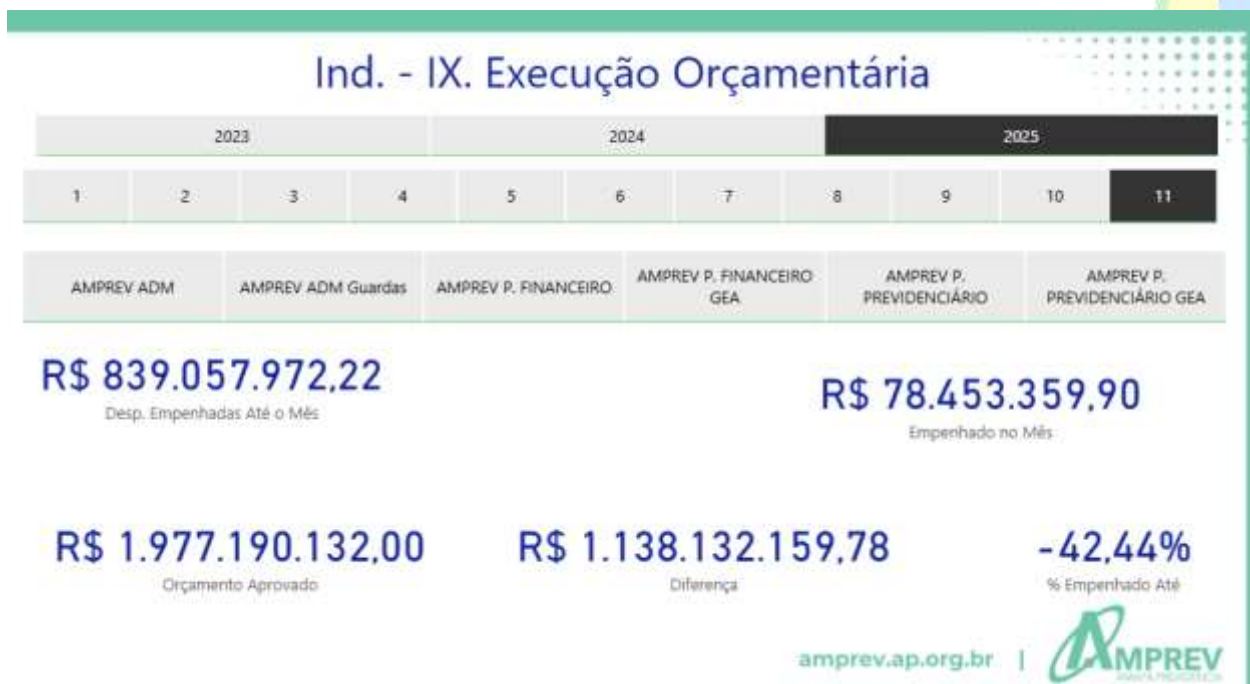 Ind. - IX. Execução Orçamentária
2023 2024 2025
1 2 3 4 5 6 7 8 9 10 11
AMPREV ADM
AMPREV ADM Guardas
AMPREV P. FINANCEIRO
AMPREV P. FINANCEIRO
GEA
AMPREV P.
PREVIDENCIÁRIO
AMPREV P.
PREVIDENCIÁRIO GEA
R$ 839.057.972,22
Desp. Empenhadas Até o Mês
R$ 78.453.359,90
Empenhado no Mês
R$ 1.977.190.132,00
Orçamento Aprovado
R$ 1.138.132.159,78
Diferença
-42,44%
% Empenhado Até
amprev.ap.org.br |
AMPREV